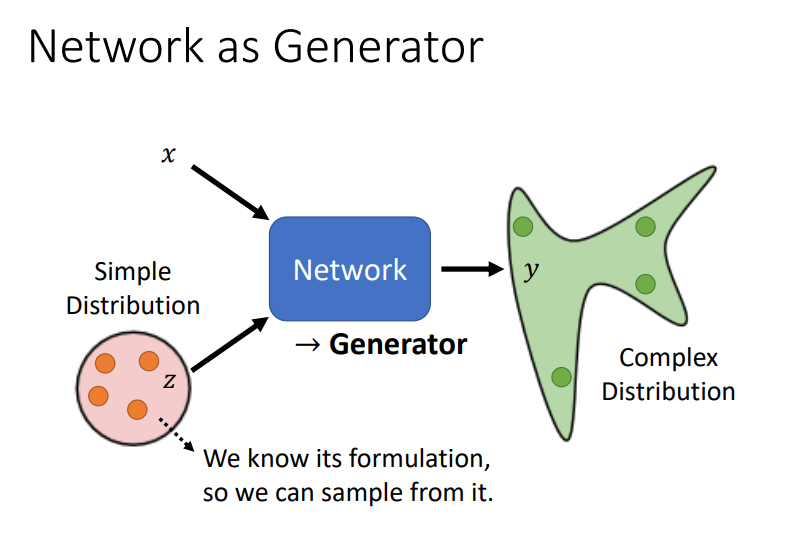 Network as Generator
x
Simple
Distribution
z
Network
→ Generator
y
Complex
Distribution
We know its formulation,
so we can sample from it.